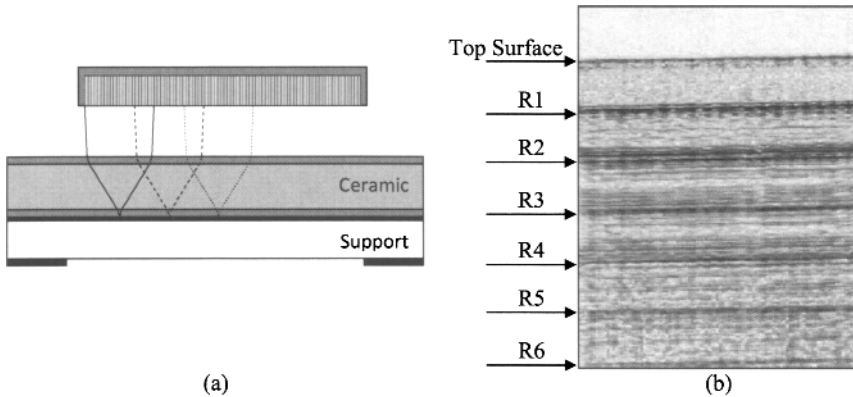 Ceramic
Support
(a)
Top Surface
R1
R2
R3
R4
R5
R6
(b)